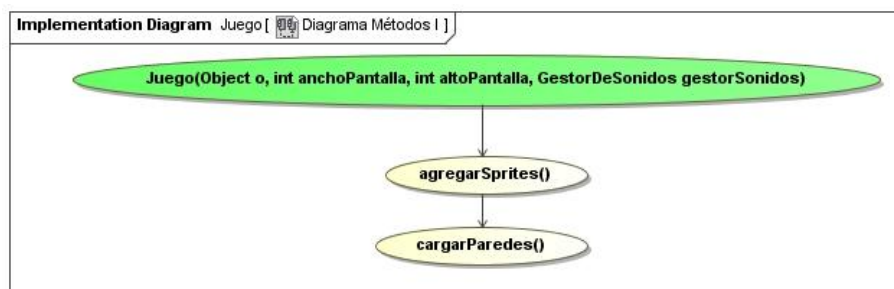 Implementation Diagram Juego [ Diagrama Métodos I ]
Juego(Object o, int anchoPantalla, int altoPantalla, GestorDeSonidos gestorSonidos)
agregarSprites()
cargarParedes()